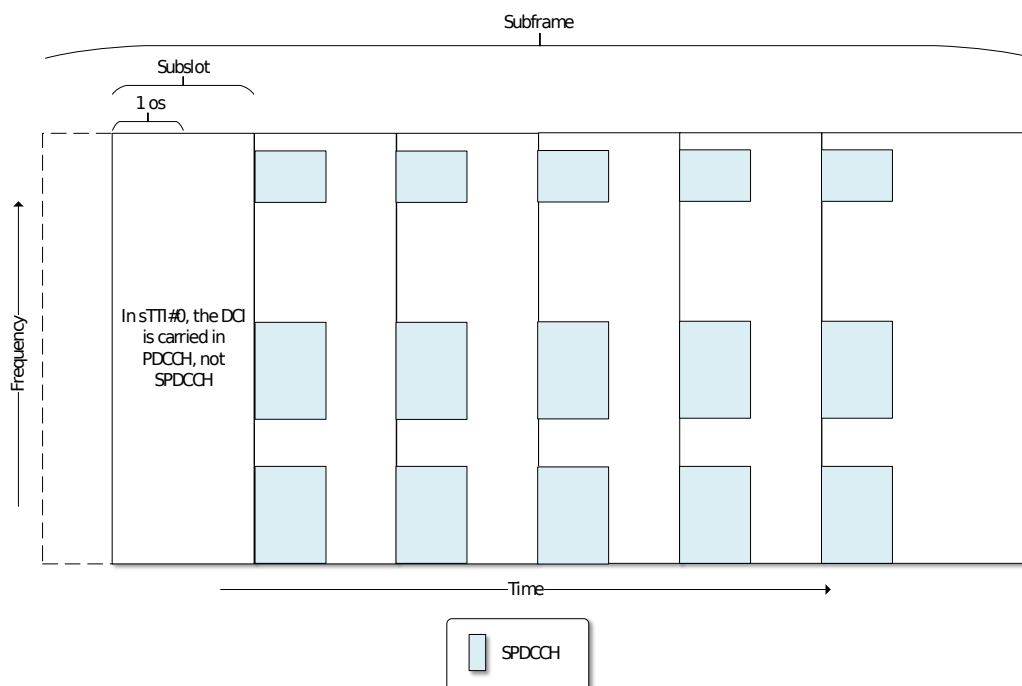 Subframe
Subslot
1 os
In sTTI#0, the DCI
is carried in
PDCCH, not
SPDCCH
Frequency
Time
SPDCCH